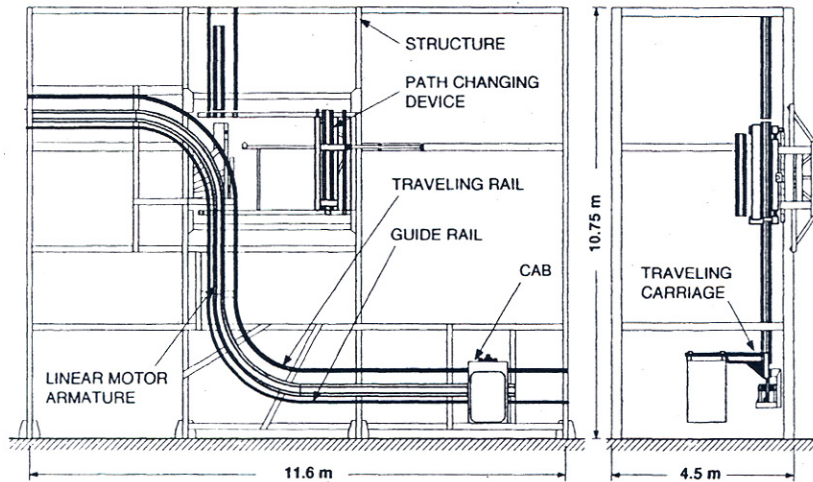 STRUCTURE
PATH CHANGING
DEVICE
TRAVELING RAIL
GUIDE RAIL
CAB
LINEAR MOTOR
ARMATURE
11.6 m
10.75 m
TRAVELING
CARRIAGE
4.5 m